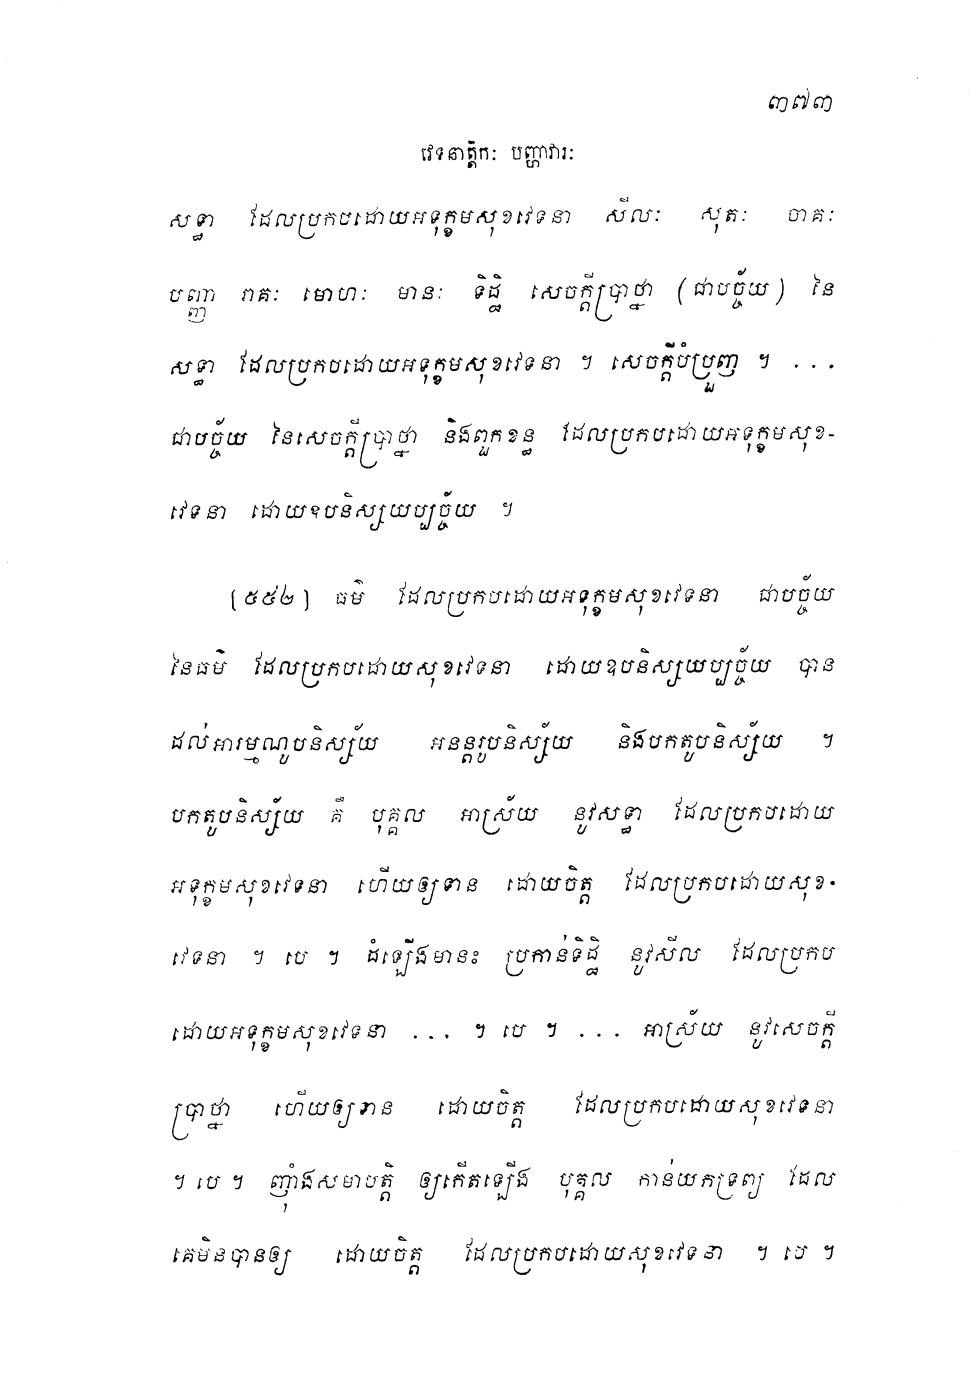 ៣៧៣
វេទនាត្តិកៈ បញ្ហាវារៈ
សទ្ធា ដែលប្រកបដោយអទុក្ខមសុខវេទនា សីលៈ សុតៈ ចាគៈ
បញ្ញា រាគៈ មោហៈ មានៈ ទិដ្ឋិ សេចក្តីប្រាថ្នា (ជាបច្ច័យ) នៃ
សទ្ធា ដែលប្រកបដោយអទុក្ខមសុខវេទនា ។ សេចក្តីបំប្រួញ ។ ...
ជាបច្ច័យ នៃសេចក្តីប្រាថ្នា និងពួកខន្ធ ដែលប្រកបដោយអទុក្ខមសុខ-
វេទនា ដោយឧបនិស្សយប្បច្ច័យ ។
[៥៥២] ធម៌ ដែលប្រកបដោយអទុក្ខមសុខវេទនា ជាបច្ច័យ
នៃធម៌ ដែលប្រកបដោយសុខវេទនា ដោយឧបនិស្សយប្បច្ច័យ បាន
ដល់អារម្មណូបនិស្ស័យ អនន្តរូបនិស្ស័យ និងបកតូបនិស្ស័យ ។
បកតូបនិស្ស័យ គឺ បុគ្គល អាស្រ័យ នូវសទ្ធា ដែលប្រកបដោយ
អទុក្ខមសុខវេទនា ហើយឲ្យទាន ដោយចិត្ត ដែលប្រកបដោយសុខ-
វេទនា ។ បេ ។ ដំឡើងមានះ ប្រកាន់ទិដ្ឋិ នូវសីល ដែលប្រកប
ដោយអទុក្ខមសុខវេទនា ... ។ បេ ។ ... អាស្រ័យ នូវសេចក្តី
ប្រាថ្នា ហើយឲ្យទាន ដោយចិត្ត ដែលប្រកបដោយសុខវេទនា
។ បេ ។ ញ៉ាំងសមាបត្តិ ឲ្យកើតឡើង បុគ្គល កាន់យកទ្រព្យ ដែល
គេមិនបានឲ្យ ដោយចិត្ត ដែលប្រកបដោយសុខវេទនា ។ បេ ។